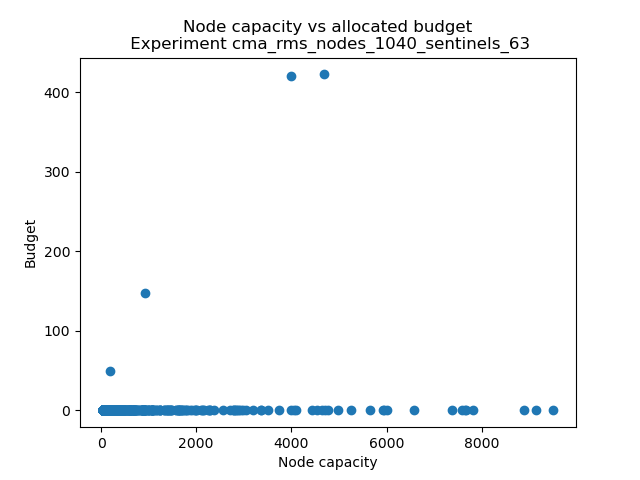 Node capacity vs allocated budget
Experiment cma_rms_nodes_1040_sentinels_63
400
300
200
100
0
Budget
0 2000 4000 6000 8000
Node capacity